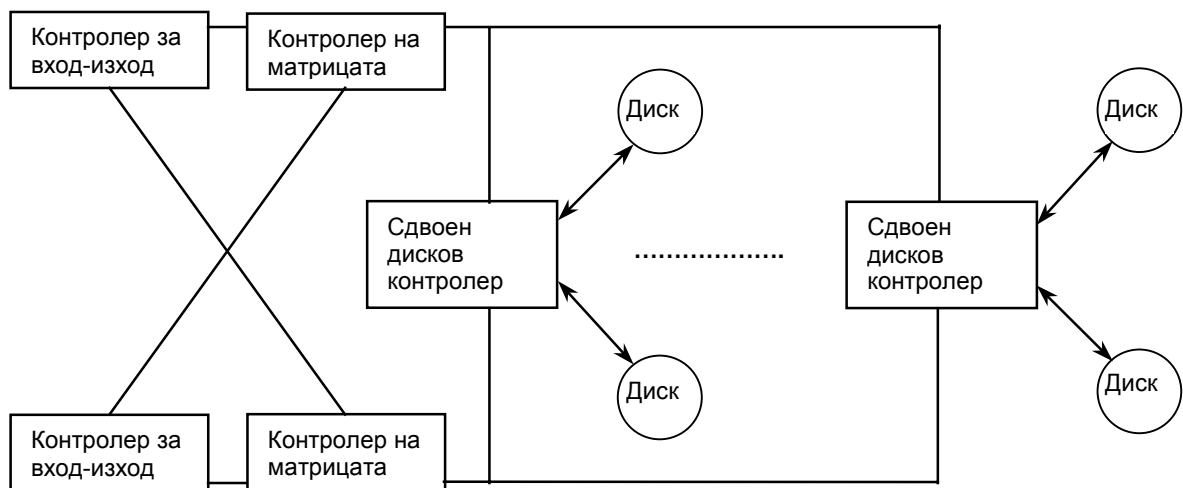 Контролер за
вход-изход
Контролер на
матрицата
Диск
Диск
Сдвоен
дисков
контролер
...................
Сдвоен
дисков
контролер
Диск
Диск
Контролер за
вход-изход
Контролер на
матрицата